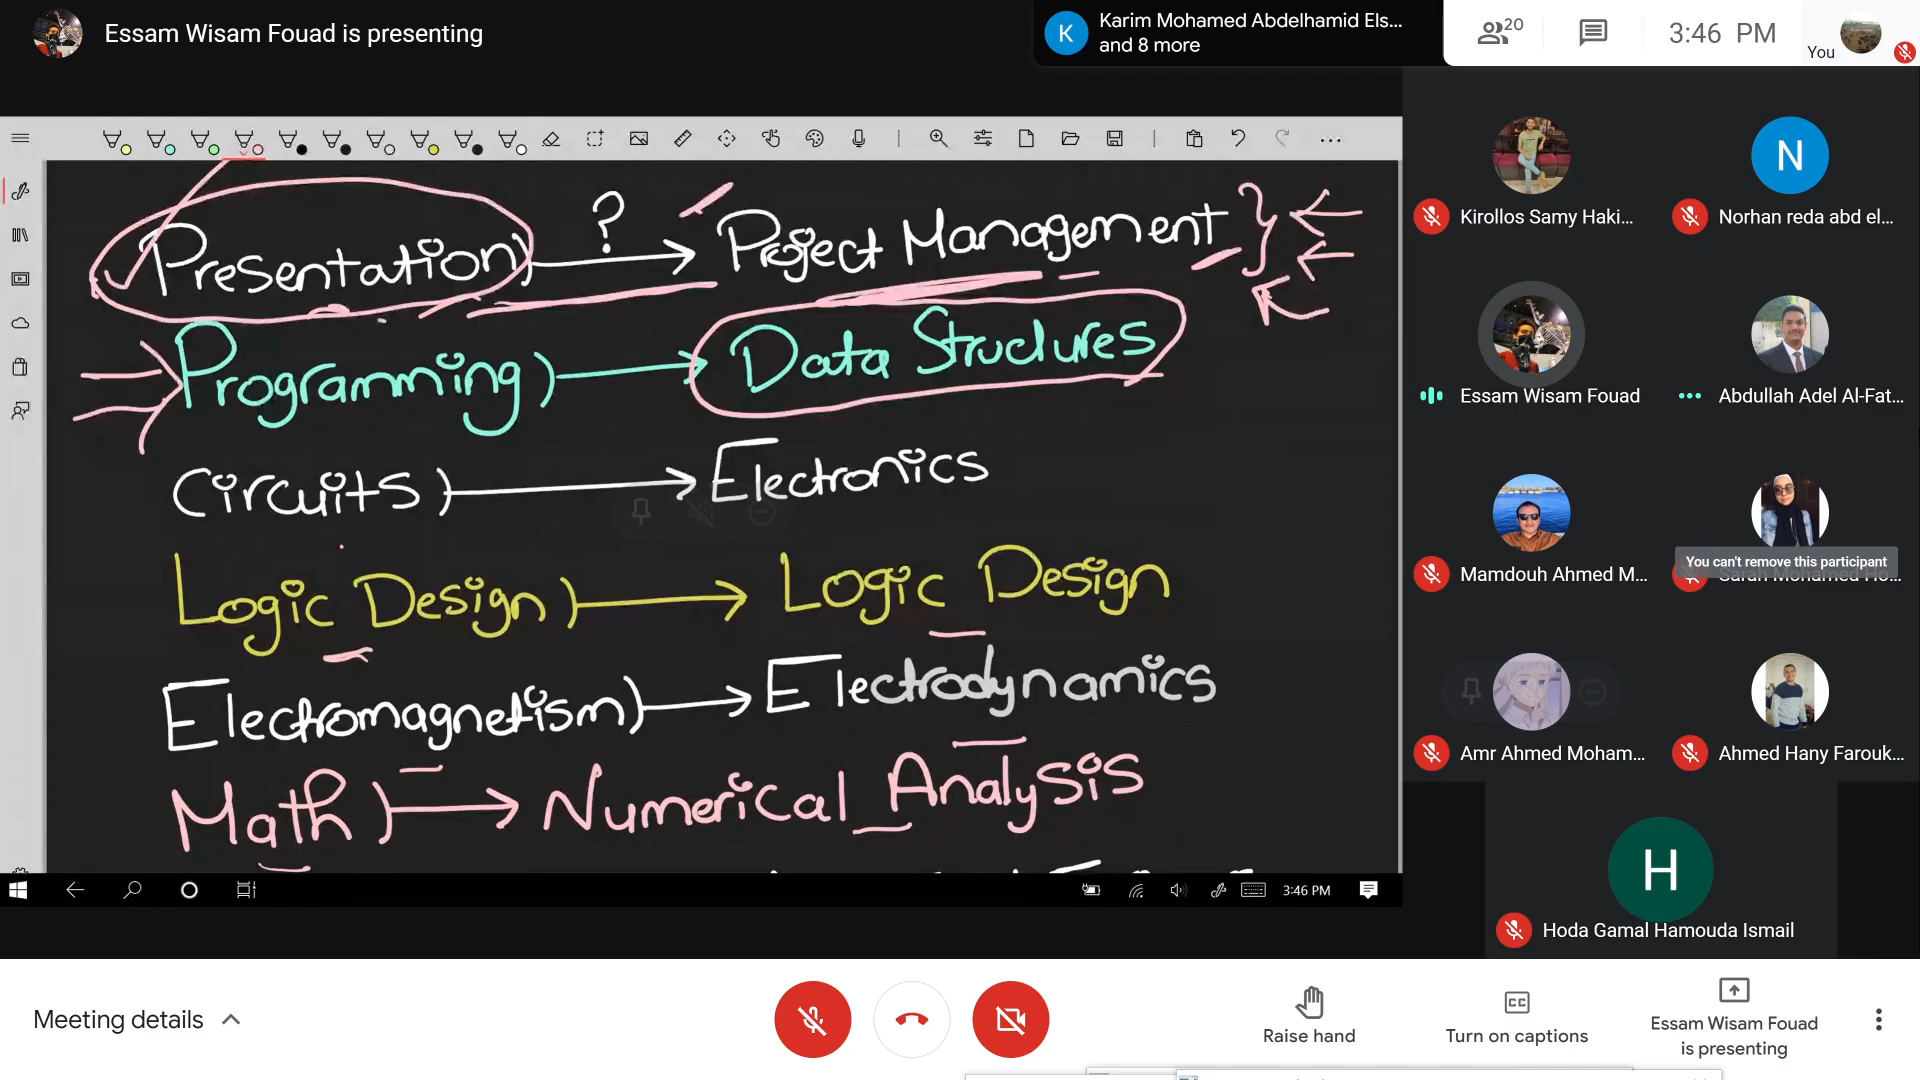 Essam Wisam Fouad is presenting
K
Karim Mohamed Abdelhamid Els...
and 8 more
20
3:46 PM
You
Presentation) ? → Project Management
Programming) → Data Structures
Circuits) → Electronics
Logic Design) → Logic Design
Electromagnetism) → Electrodynamics
Math) → Numerical Analysis
3:46 PM
Kirollos Samy Haki...
N
Norhan reda abd el...
Essam Wisam Fouad
Abdullah Adel Al-Fat...
Mamdouh Ahmed M...
You can't remove this participant
Sarah Mohamed Ho...
Amr Ahmed Moham...
Ahmed Hany Farouk...
H
Hoda Gamal Hamouda Ismail
Meeting details
Raise hand
CC
Turn on captions
Essam Wisam Fouad
is presenting